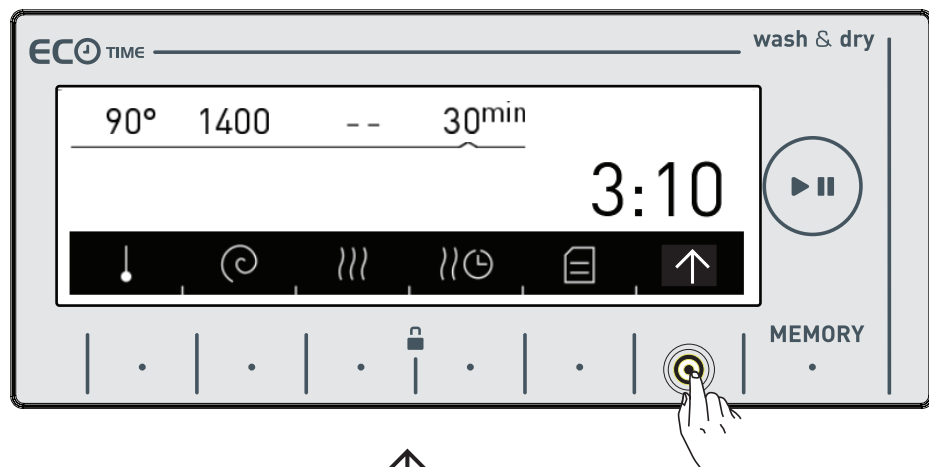 ECO TIME
wash & dry
90° 1400 -- 30min
3:10
MEMORY